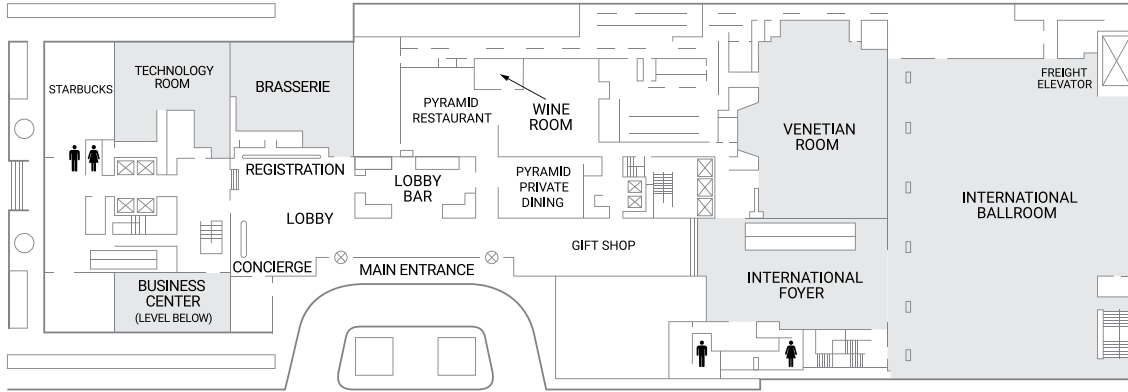 STARBUCKS
TECHNOLOGY
ROOM
BRASSERIE
PYRAMID
RESTAURANT
WINE
ROOM
VENETIAN
ROOM
FREIGHT
ELEVATOR
REGISTRATION
LOBBY
BAR
PYRAMID
PRIVATE
DINING
INTERNATIONAL
BALLROOM
LOBBY
GIFT SHOP
CONCIERGE
MAIN ENTRANCE
BUSINESS
CENTER
(LEVEL BELOW)
INTERNATIONAL
FOYER